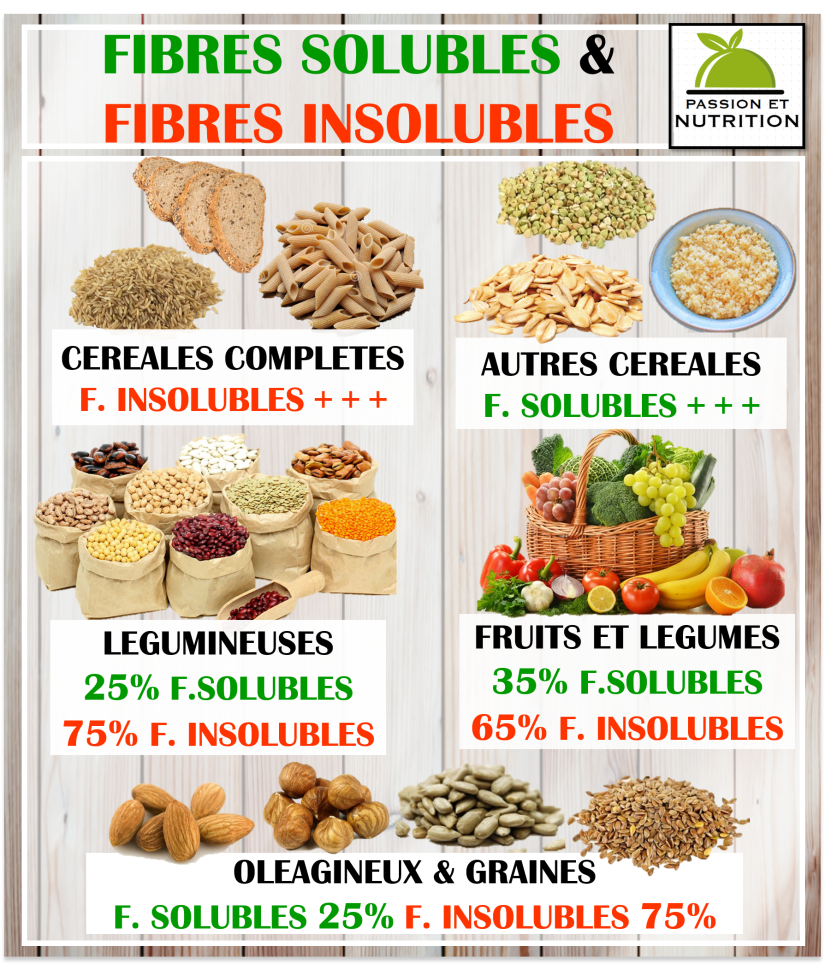 FIBRES SOLUBLES &
FIBRES INSOLUBLES
PASSION ET
NUTRITION
CEREALES COMPLETES
F. INSOLUBLES + + +
AUTRES CEREALES
F. SOLUBLES + + +
LEGUMINEUSES
25% F.SOLUBLES
75% F. INSOLUBLES
FRUITS ET LEGUMES
35% F.SOLUBLES
65% F. INSOLUBLES
OLEAGINEUX & GRAINES
F. SOLUBLES 25% F. INSOLUBLES 75%